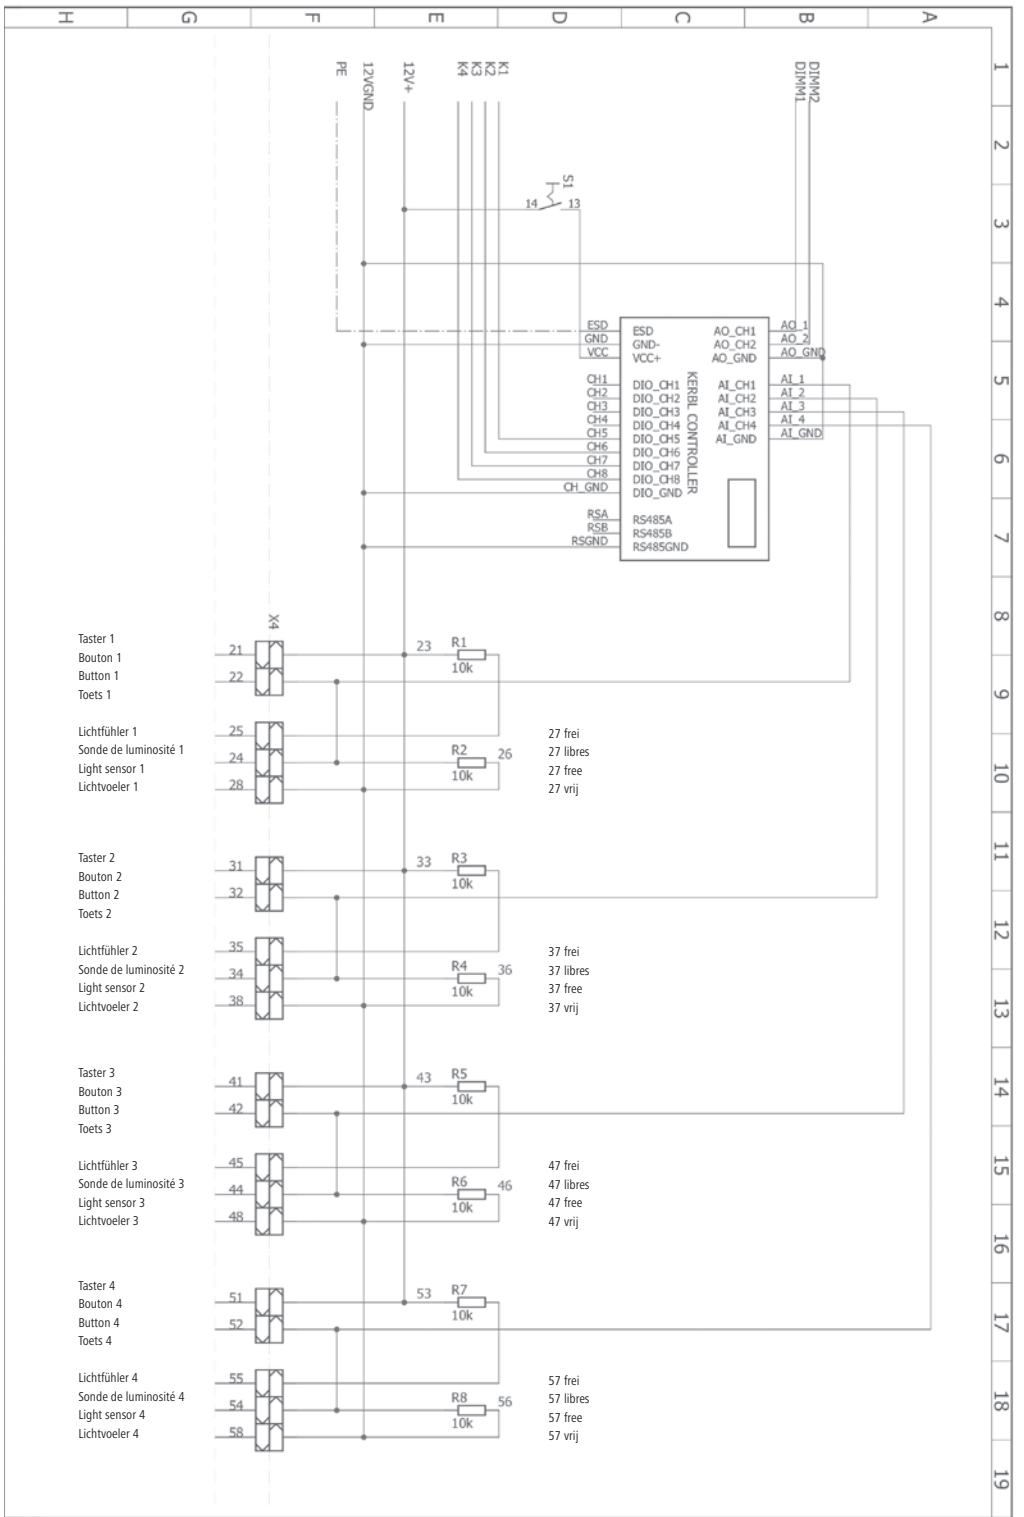 H G F E D C B A
1
2
3
4
5
6
7
8
9
10
11
12
13
14
15
16
17
18
19
PE
12VGND
12V+
K4
K3
K2
K1
DIMM1
DIMM2
S1
14 13
ESD ESD AO_CH1 AO_1
GND GND- AO_CH2 AO_2
VCC VCC+ AO_GND AO_GND
CH1 DIO_CH1 AI_CH1 AI_1
CH2 DIO_CH2 AI_CH2 AI_2
CH3 DIO_CH3 AI_CH3 AI_3
CH4 DIO_CH4 AI_CH4 AI_4
CH5 DIO_CH5 AI_GND AI_GND
CH6 DIO_CH6
CH7 DIO_CH7
CH8 DIO_CH8
CH_GND DIO_GND
KERBL CONTROLLER
RSA RS485A
RSB RS485B
RSGND RS485GND
X4
Taster 1
Bouton 1
Button 1
Toets 1
21
22
23 R1
10k
Lichtfühler 1
Sonde de luminosité 1
Light sensor 1
Lichtvoeler 1
25
24
28
R2 26
10k
27 frei
27 libres
27 free
27 vrij
Taster 2
Bouton 2
Button 2
Toets 2
31
32
33 R3
10k
Lichtfühler 2
Sonde de luminosité 2
Light sensor 2
Lichtvoeler 2
35
34
38
R4 36
10k
37 frei
37 libres
37 free
37 vrij
Taster 3
Bouton 3
Button 3
Toets 3
41
42
43 R5
10k
Lichtfühler 3
Sonde de luminosité 3
Light sensor 3
Lichtvoeler 3
45
44
48
R6 46
10k
47 frei
47 libres
47 free
47 vrij
Taster 4
Bouton 4
Button 4
Toets 4
51
52
53 R7
10k
Lichtfühler 4
Sonde de luminosité 4
Light sensor 4
Lichtvoeler 4
55
54
58
R8 56
10k
57 frei
57 libres
57 free
57 vrij